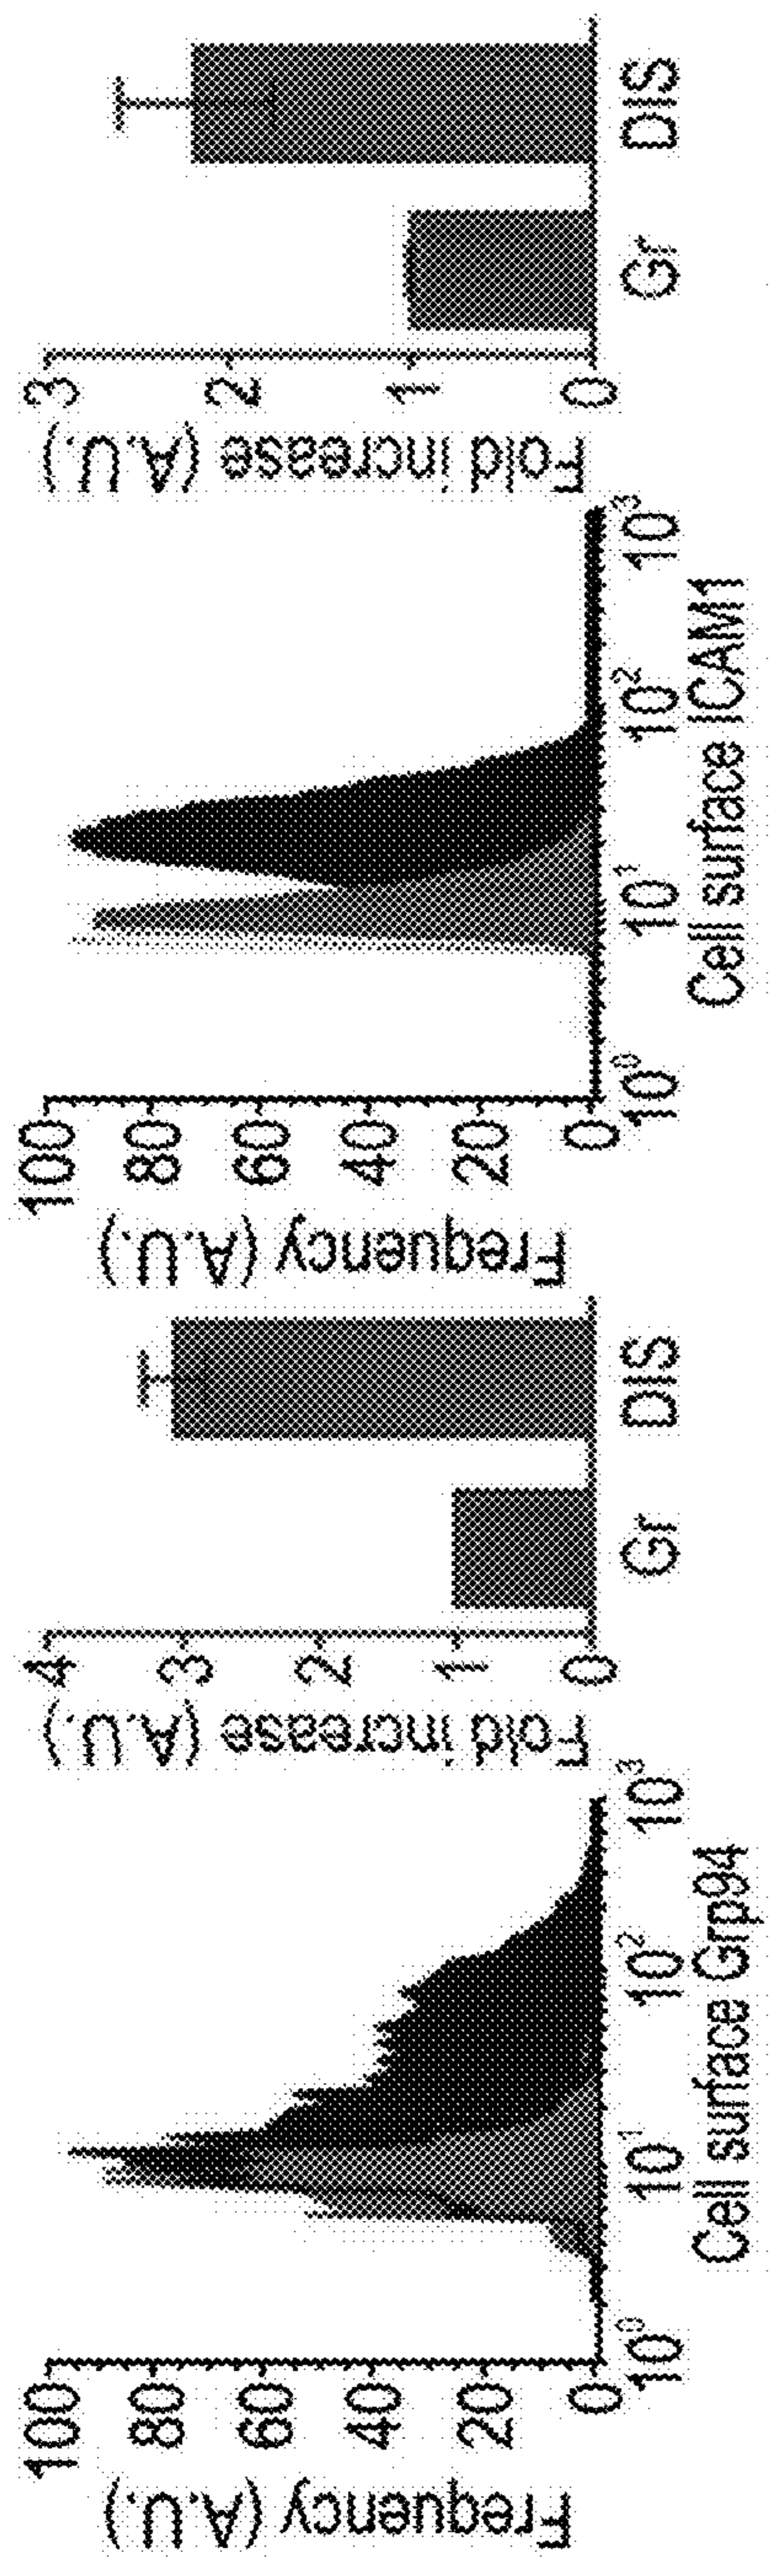 Frequency (A.U.)
100
80
60
40
20
0
10^0
10^1
10^2
10^3
Cell surface Grp94
Fold increase (A.U.)
4
3
2
1
0
Gr
DIS
Frequency (A.U.)
100
80
60
40
20
0
10^0
10^1
10^2
10^3
Cell surface ICAM1
Fold increase (A.U.)
3
2
1
0
Gr
DIS